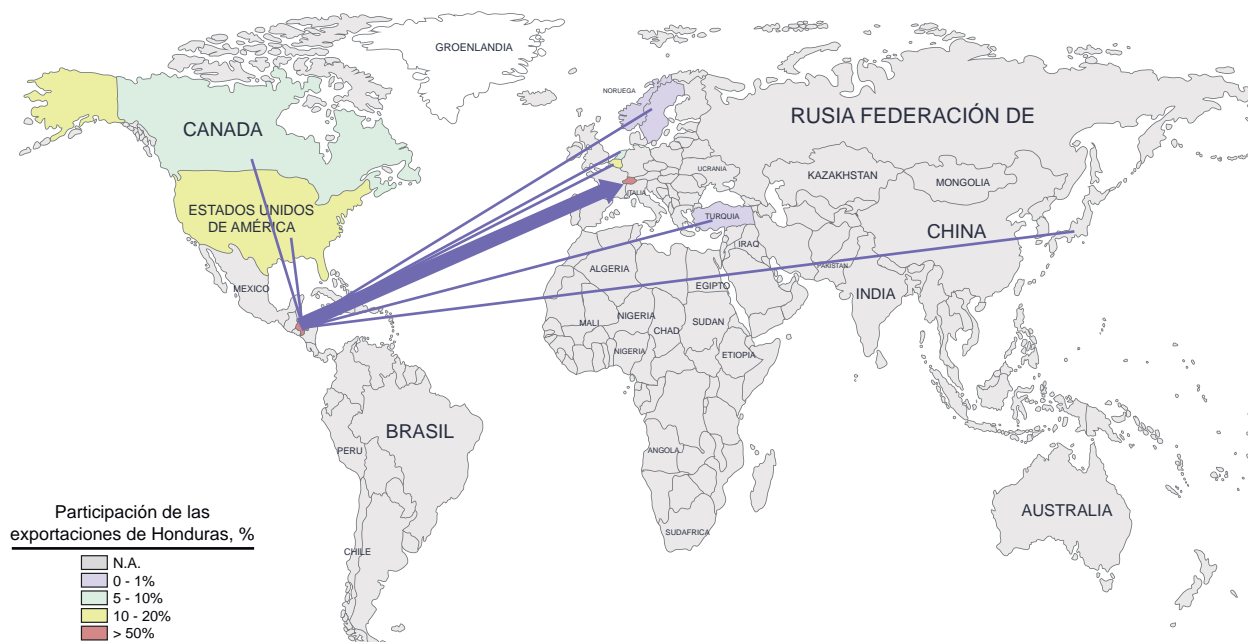 GROENLANDIA
NORUEGA
CANADA
RUSIA FEDERACIÓN DE
UCRANIA
KAZAKHSTAN
MONGOLIA
ITALIA
ESTADOS UNIDOS
DE AMÉRICA
TURQUIA
CHINA
IRAQ
PAKISTAN
MEXICO
ALGERIA
EGIPTO
INDIA
MALI
NIGERIA
CHAD
SUDAN
NIGERIA
ETIOPIA
BRASIL
PERU
ANGOLA
AUSTRALIA
SUDAFRICA
CHILE
Participación de las
exportaciones de Honduras, %
N.A.
0 - 1%
5 - 10%
10 - 20%
> 50%